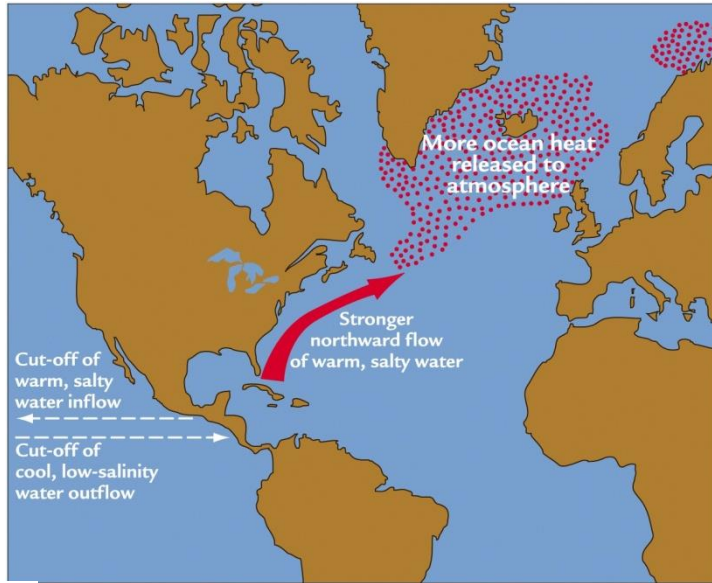 More ocean heat
released to
atmosphere
Stronger
northward flow
of warm, salty water
Cut-off of
warm, salty
water inflow
Cut-off of
cool, low-salinity
water outflow